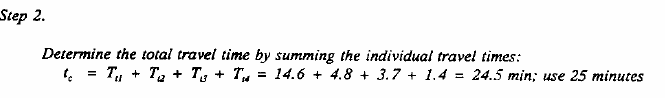 Step 2.
Determine the total travel time by summing the individual travel times:
t_c = T_t1 + T_t2 + T_t3 + T_t4 = 14.6 + 4.8 + 3.7 + 1.4 = 24.5 min; use 25 minutes